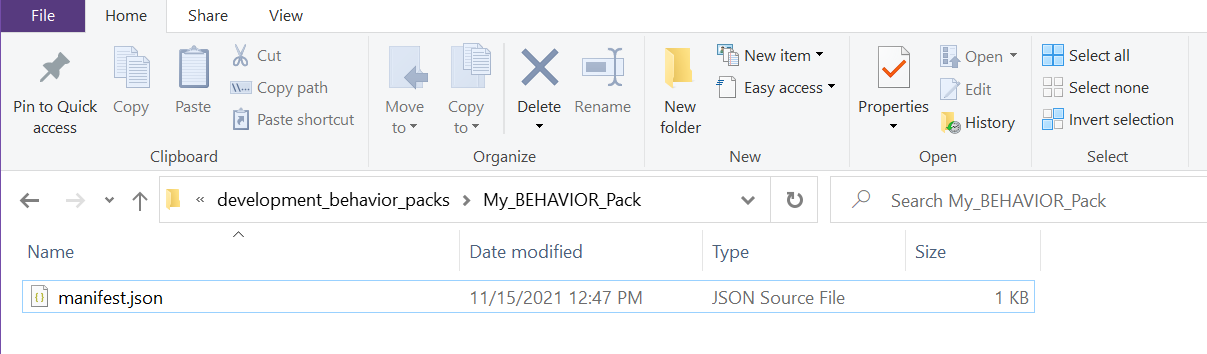 File
Home
Share
View
Pin to Quick
access
Copy
Paste
Cut
Copy path
Paste shortcut
Clipboard
Move
to
Copy
to
Delete
Rename
Organize
New
folder
New item
Easy access
New
Properties
Open
Edit
History
Open
Select all
Select none
Invert selection
Select
« development_behavior_packs > My_BEHAVIOR_Pack
Search My_BEHAVIOR_Pack
Name Date modified Type Size
manifest.json 11/15/2021 12:47 PM JSON Source File 1 KB